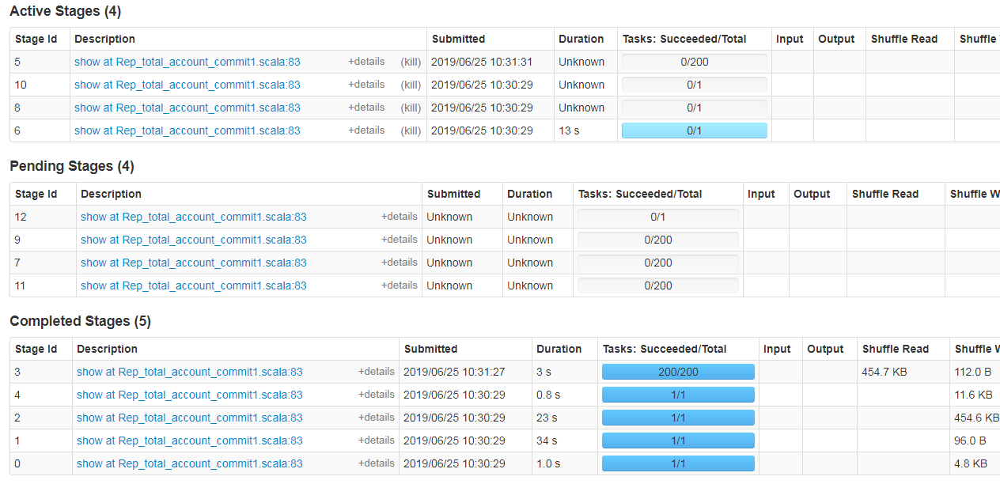 Active Stages (4)
Stage Id Description Submitted Duration Tasks: Succeeded/Total Input Output Shuffle Read Shuffle
5 show at Rep_total_account_commit1.scala:83 +details (kill) 2019/06/25 10:31:31 Unknown 0/200
10 show at Rep_total_account_commit1.scala:83 +details (kill) 2019/06/25 10:30:29 Unknown 0/1
8 show at Rep_total_account_commit1.scala:83 +details (kill) 2019/06/25 10:30:29 Unknown 0/1
6 show at Rep_total_account_commit1.scala:83 +details (kill) 2019/06/25 10:30:29 13 s 0/1
Pending Stages (4)
Stage Id Description Submitted Duration Tasks: Succeeded/Total Input Output Shuffle Read Shuffle W
12 show at Rep_total_account_commit1.scala:83 +details Unknown Unknown 0/1
9 show at Rep_total_account_commit1.scala:83 +details Unknown Unknown 0/200
7 show at Rep_total_account_commit1.scala:83 +details Unknown Unknown 0/200
11 show at Rep_total_account_commit1.scala:83 +details Unknown Unknown 0/200
Completed Stages (5)
Stage Id Description Submitted Duration Tasks: Succeeded/Total Input Output Shuffle Read Shuffle W
3 show at Rep_total_account_commit1.scala:83 +details 2019/06/25 10:31:27 3 s 200/200 454.7 KB 112.0 B
4 show at Rep_total_account_commit1.scala:83 +details 2019/06/25 10:30:29 0.8 s 1/1 11.6 KB
2 show at Rep_total_account_commit1.scala:83 +details 2019/06/25 10:30:29 23 s 1/1 454.6 KB
1 show at Rep_total_account_commit1.scala:83 +details 2019/06/25 10:30:29 34 s 1/1 96.0 B
0 show at Rep_total_account_commit1.scala:83 +details 2019/06/25 10:30:29 1.0 s 1/1 4.8 KB